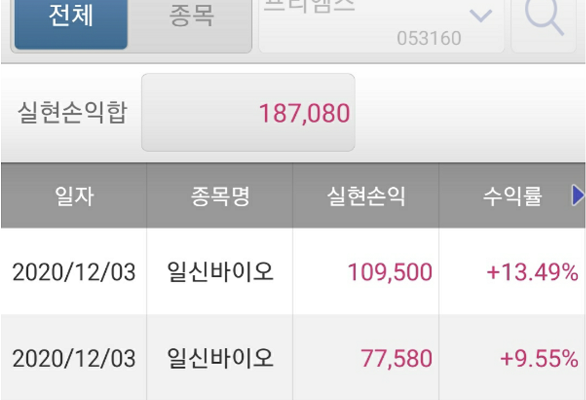 전체 종목 프리엠스
053160
실현손익합 187,080
일자 종목명 실현손익 수익률
2020/12/03 일신바이오 109,500 +13.49%
2020/12/03 일신바이오 77,580 +9.55%